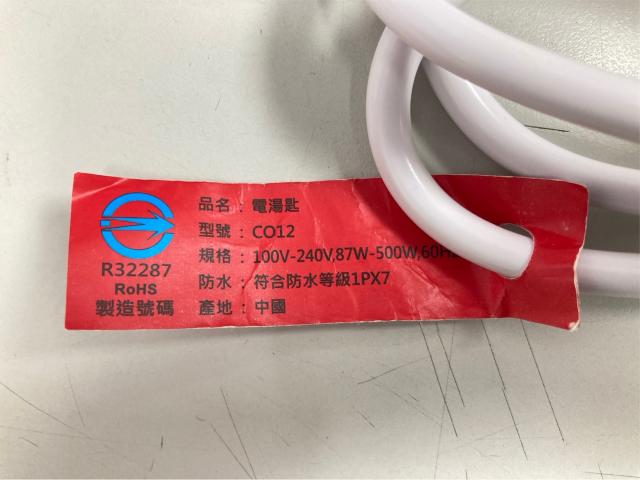 品名：電湯匙
型號：CO12
規格：100V-240V,87W-500W,60H
防水：符合防水等級1PX7
產地：中國
R32287
RoHS
製造號碼